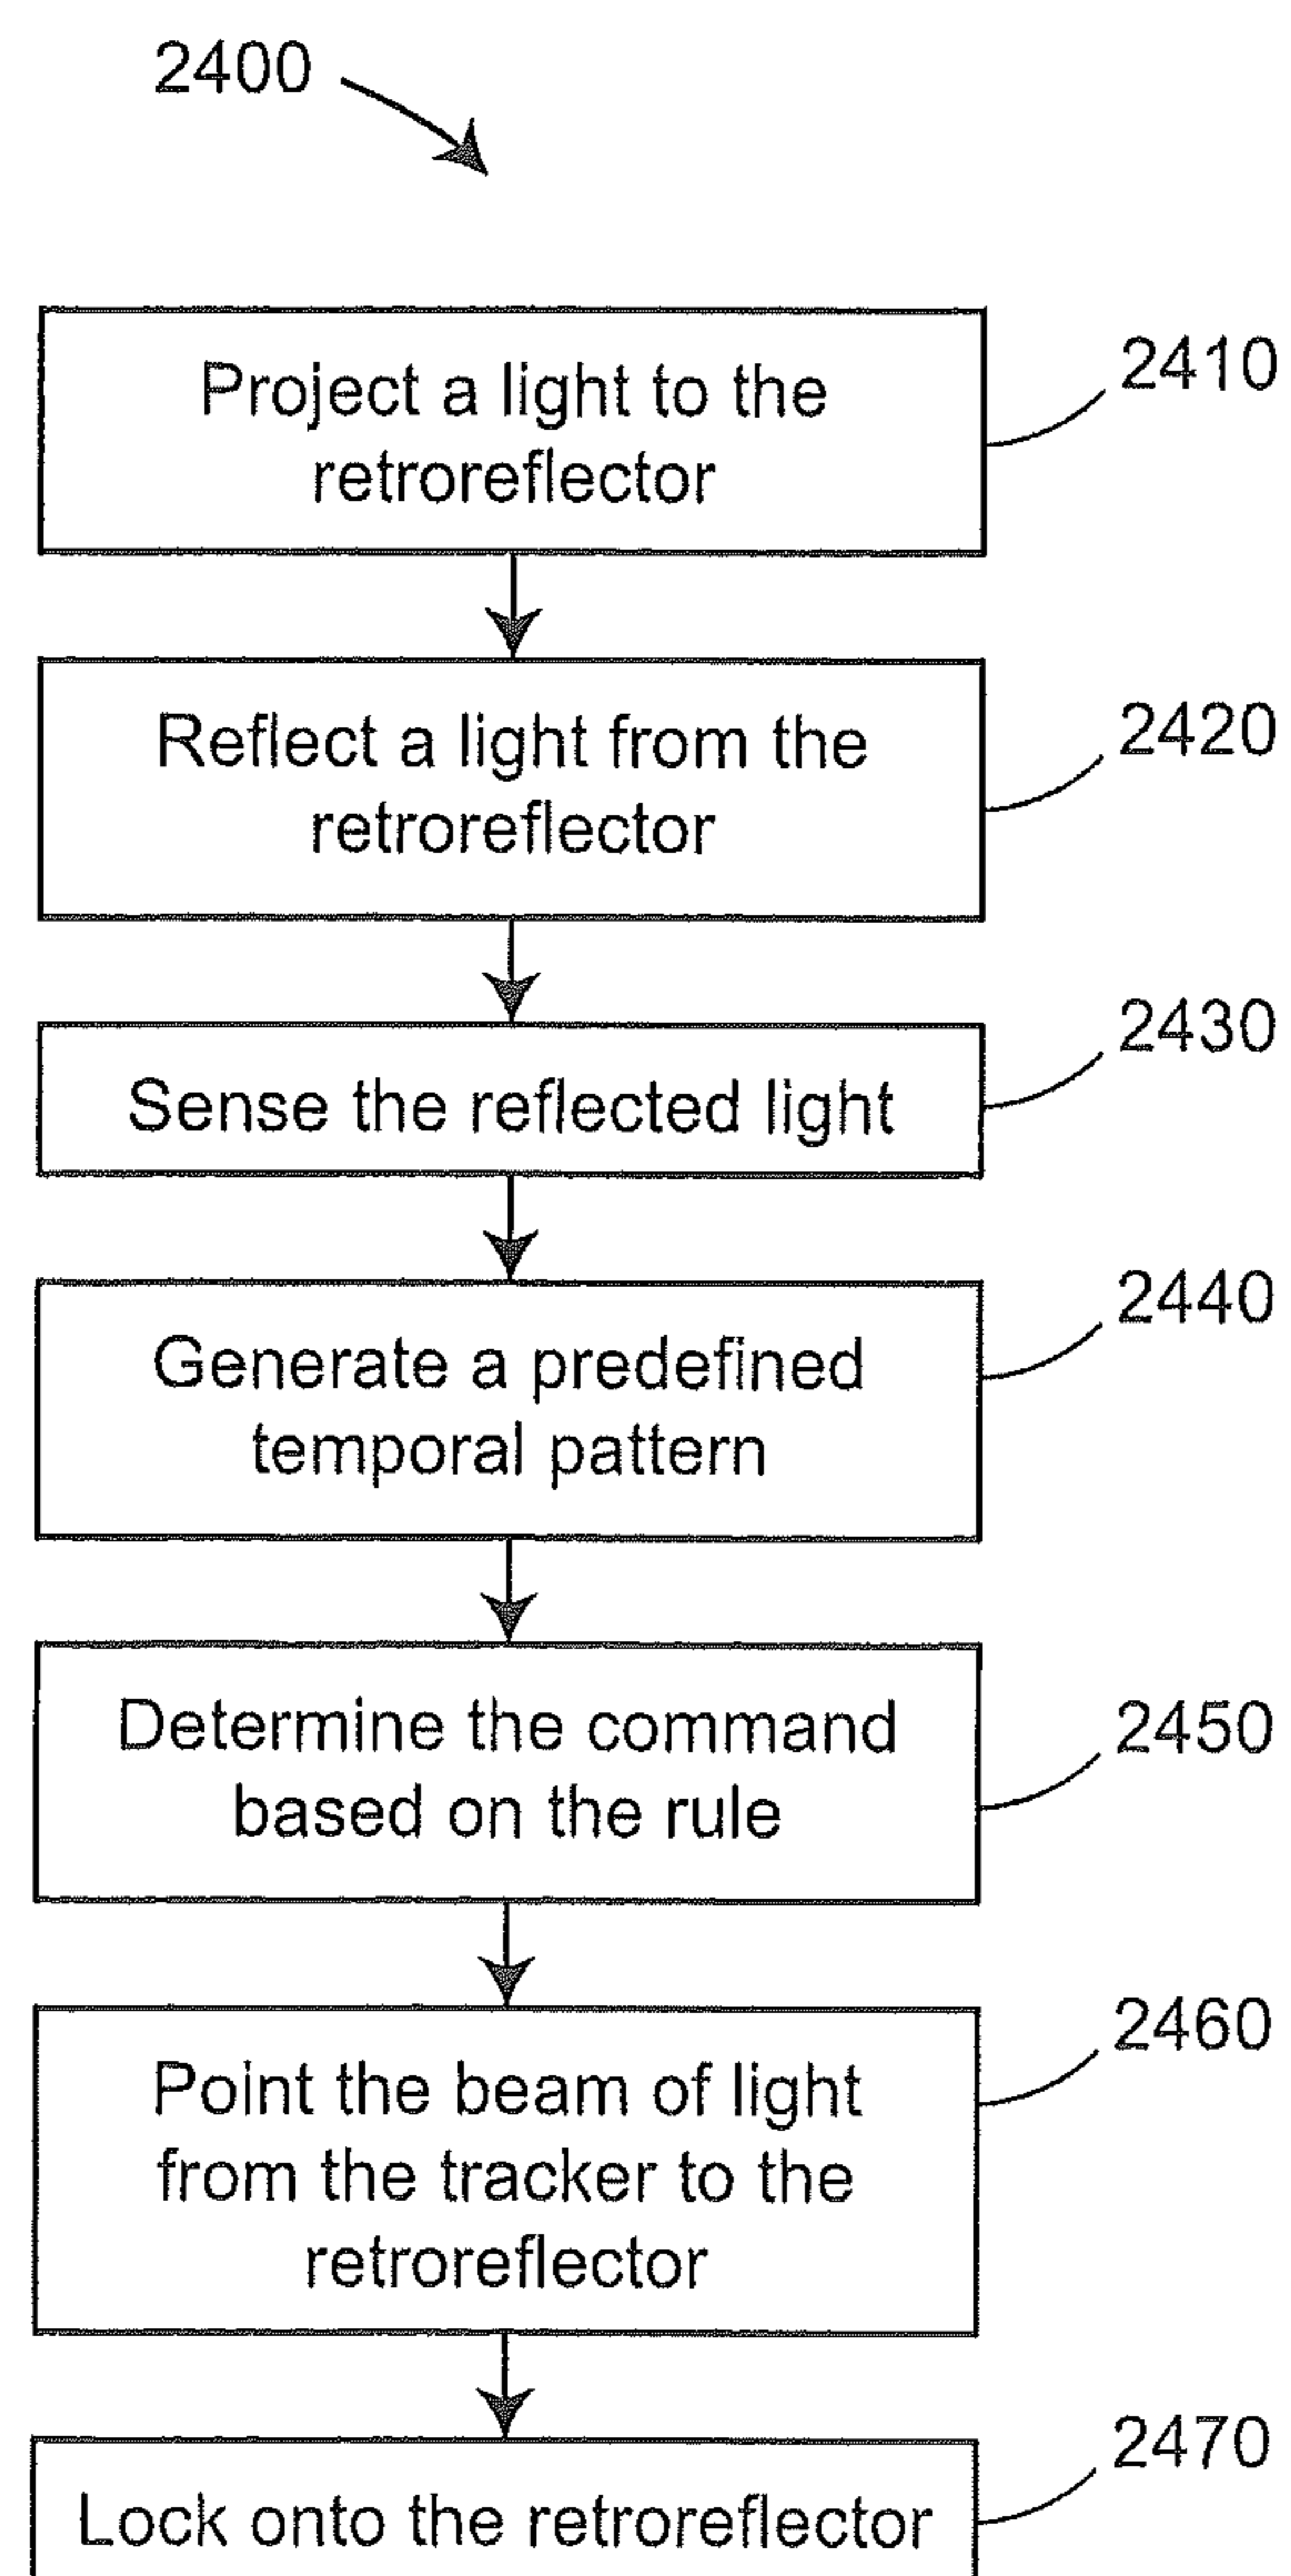 2400
Project a light to the
retroreflector
2410
Reflect a light from the
retroreflector
2420
Sense the reflected light
2430
Generate a predefined
temporal pattern
2440
Determine the command
based on the rule
2450
Point the beam of light
from the tracker to the
retroreflector
2460
Lock onto the retroreflector
2470